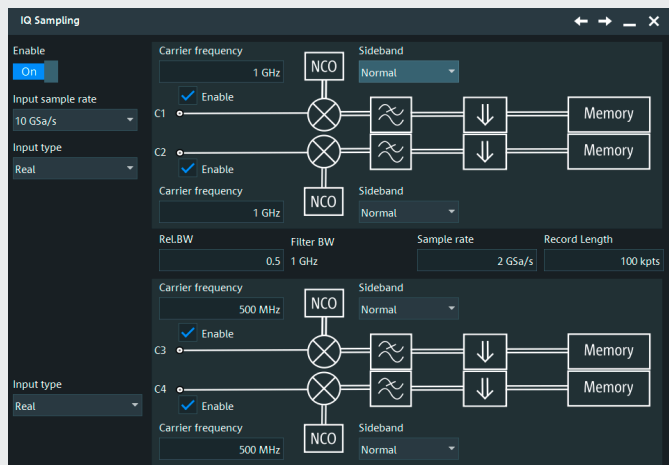 IQ Sampling
Enable
On
Input sample rate
10 GSa/s
Input type
Real
Carrier frequency
1 GHz
NCO
Sideband
Normal
Enable
C1
Memory
C2
Memory
Enable
Carrier frequency
1 GHz
NCO
Sideband
Normal
Rel.BW
0.5
Filter BW
1 GHz
Sample rate
2 GSa/s
Record Length
100 kpts
Carrier frequency
500 MHz
NCO
Sideband
Normal
Enable
C3
Memory
C4
Memory
Input type
Real
Enable
Carrier frequency
500 MHz
NCO
Sideband
Normal